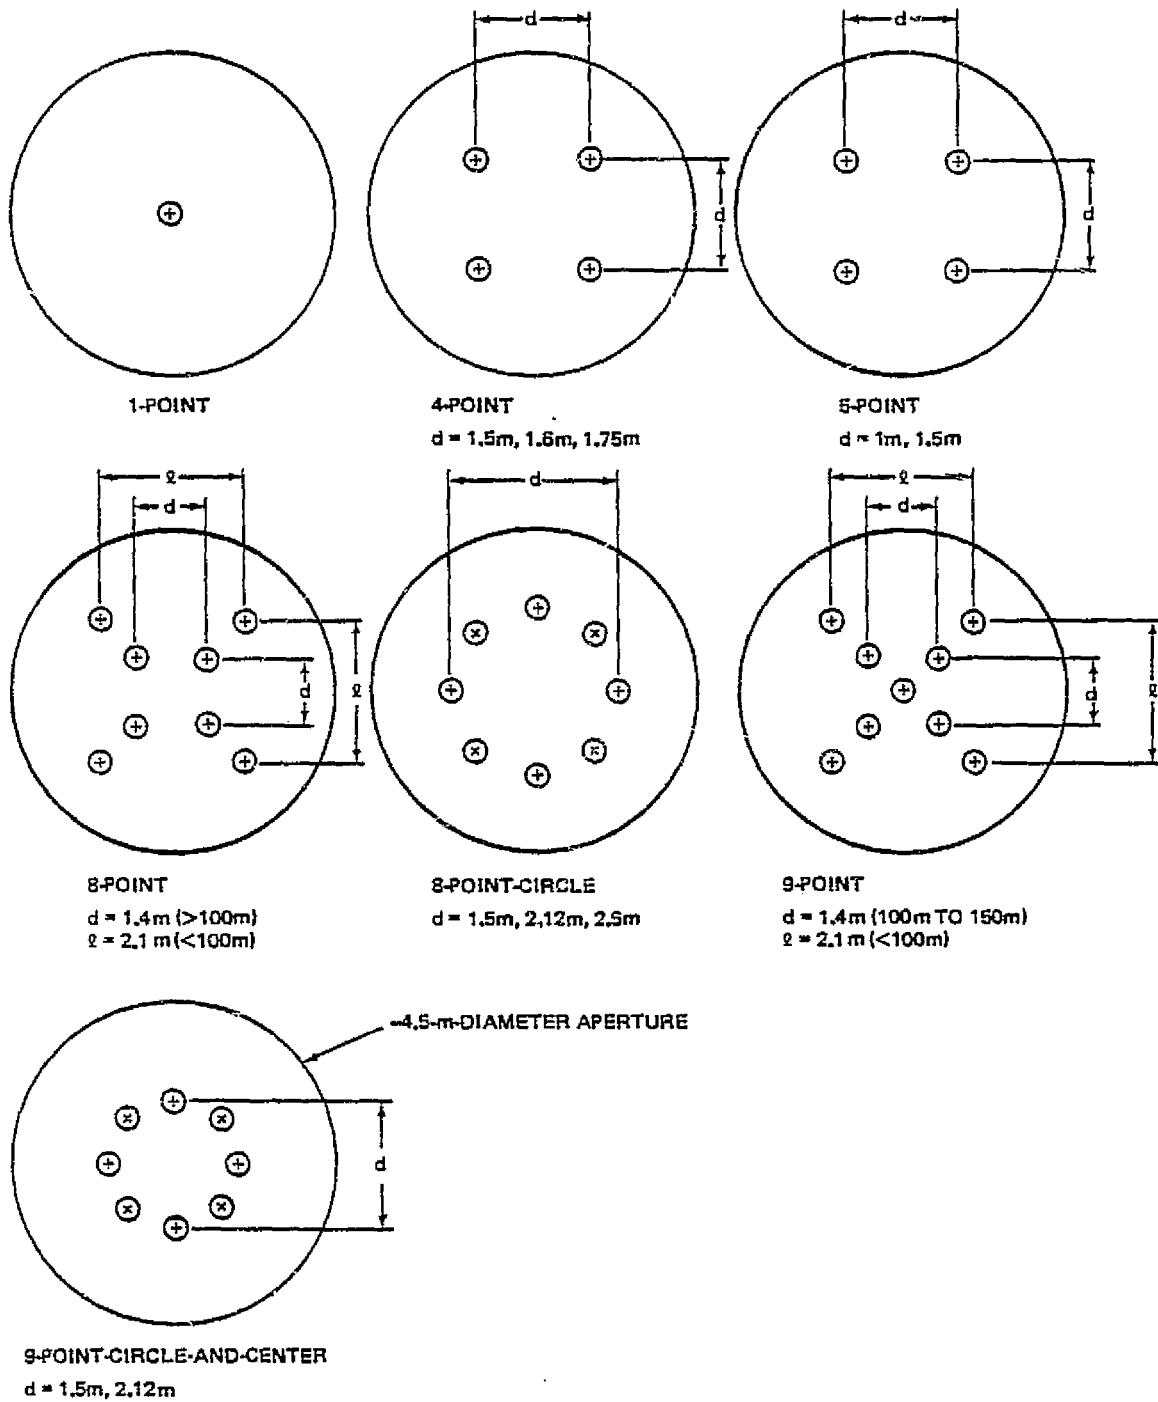 d
d
d
d
1-POINT
4-POINT
d = 1.5m, 1.6m, 1.75m
5-POINT
d = 1m, 1.5m
ℓ
d
d
ℓ
d
ℓ
d
d
ℓ
8-POINT
d = 1.4m (>100m)
ℓ = 2.1 m (<100m)
8-POINT-CIRCLE
d = 1.5m, 2.12m, 2.5m
9-POINT
d = 1.4m (100m TO 150m)
ℓ = 2.1 m (<100m)
~4.5-m-DIAMETER APERTURE
d
9-POINT-CIRCLE-AND-CENTER
d = 1.5m, 2.12m